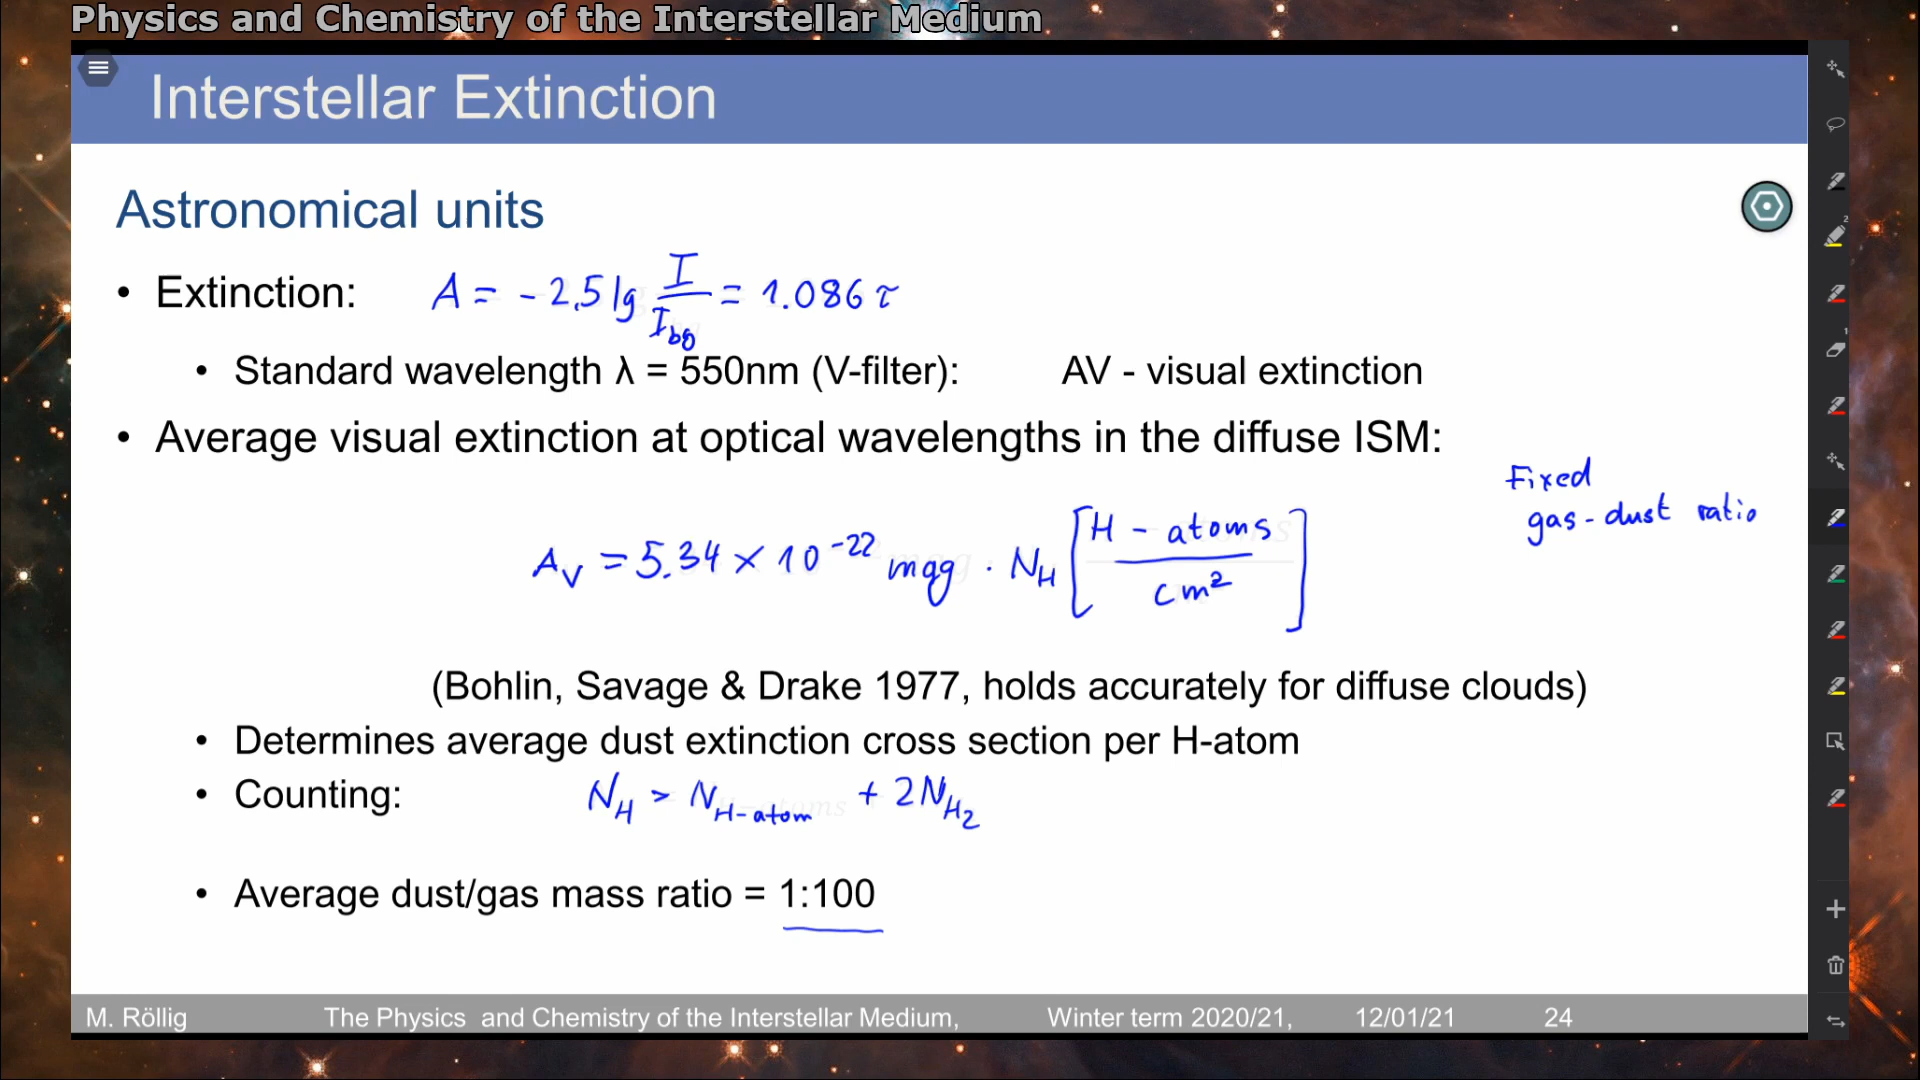 Physics and Chemistry of the Interstellar Medium
Interstellar Extinction
Astronomical units
• Extinction: A = - 2.5 lg I/I_bg = 1.086 τ
• Standard wavelength λ = 550nm (V-filter): AV - visual extinction
• Average visual extinction at optical wavelengths in the diffuse ISM:
Fixed
gas-dust ratio
A_V = 5.34 × 10^-22 mag · N_H [H - atoms / cm²]
(Bohlin, Savage & Drake 1977, holds accurately for diffuse clouds)
• Determines average dust extinction cross section per H-atom
• Counting: N_H = N_H-atom + 2N_H2
• Average dust/gas mass ratio = 1:100
M. Röllig The Physics and Chemistry of the Interstellar Medium, Winter term 2020/21, 12/01/21 24